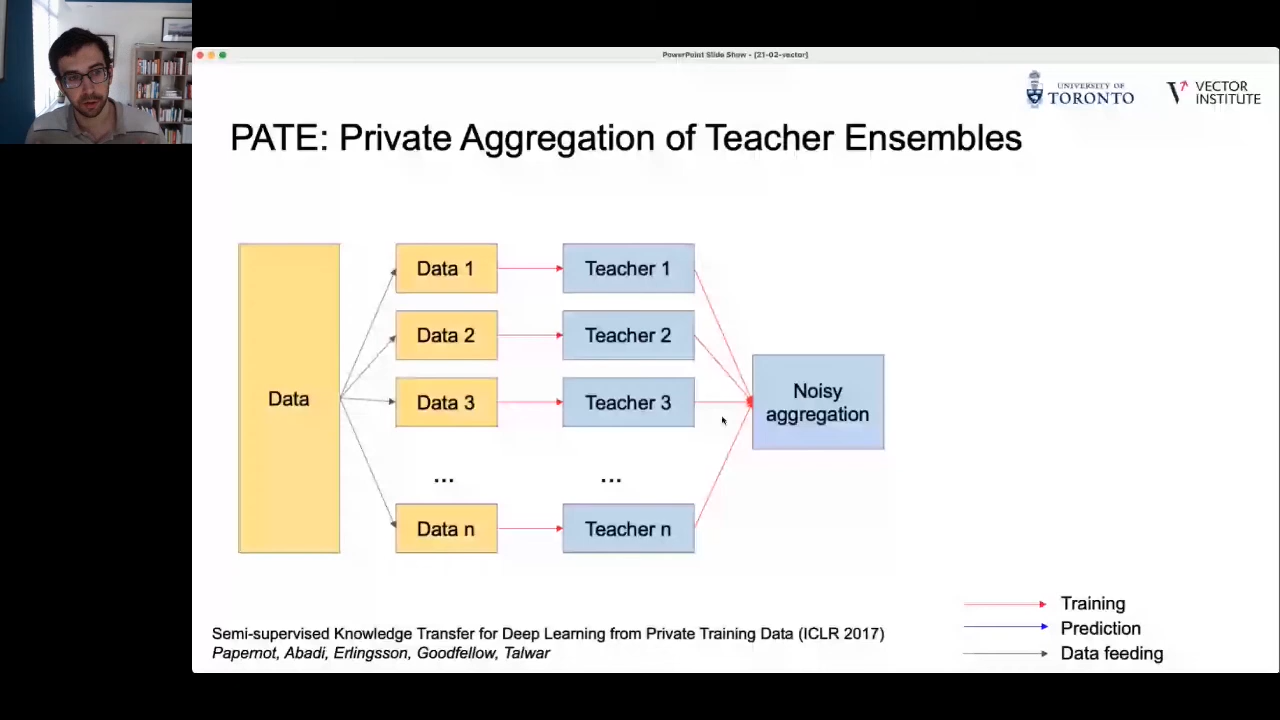 PowerPoint Slide Show - [21-02-vector]
UNIVERSITY OF
TORONTO
VECTOR
INSTITUTE
PATE: Private Aggregation of Teacher Ensembles
Data
Data 1
Teacher 1
Data 2
Teacher 2
Data 3
Teacher 3
...
...
Data n
Teacher n
Noisy
aggregation
Training
Prediction
Data feeding
Semi-supervised Knowledge Transfer for Deep Learning from Private Training Data (ICLR 2017)
Papernot, Abadi, Erlingsson, Goodfellow, Talwar